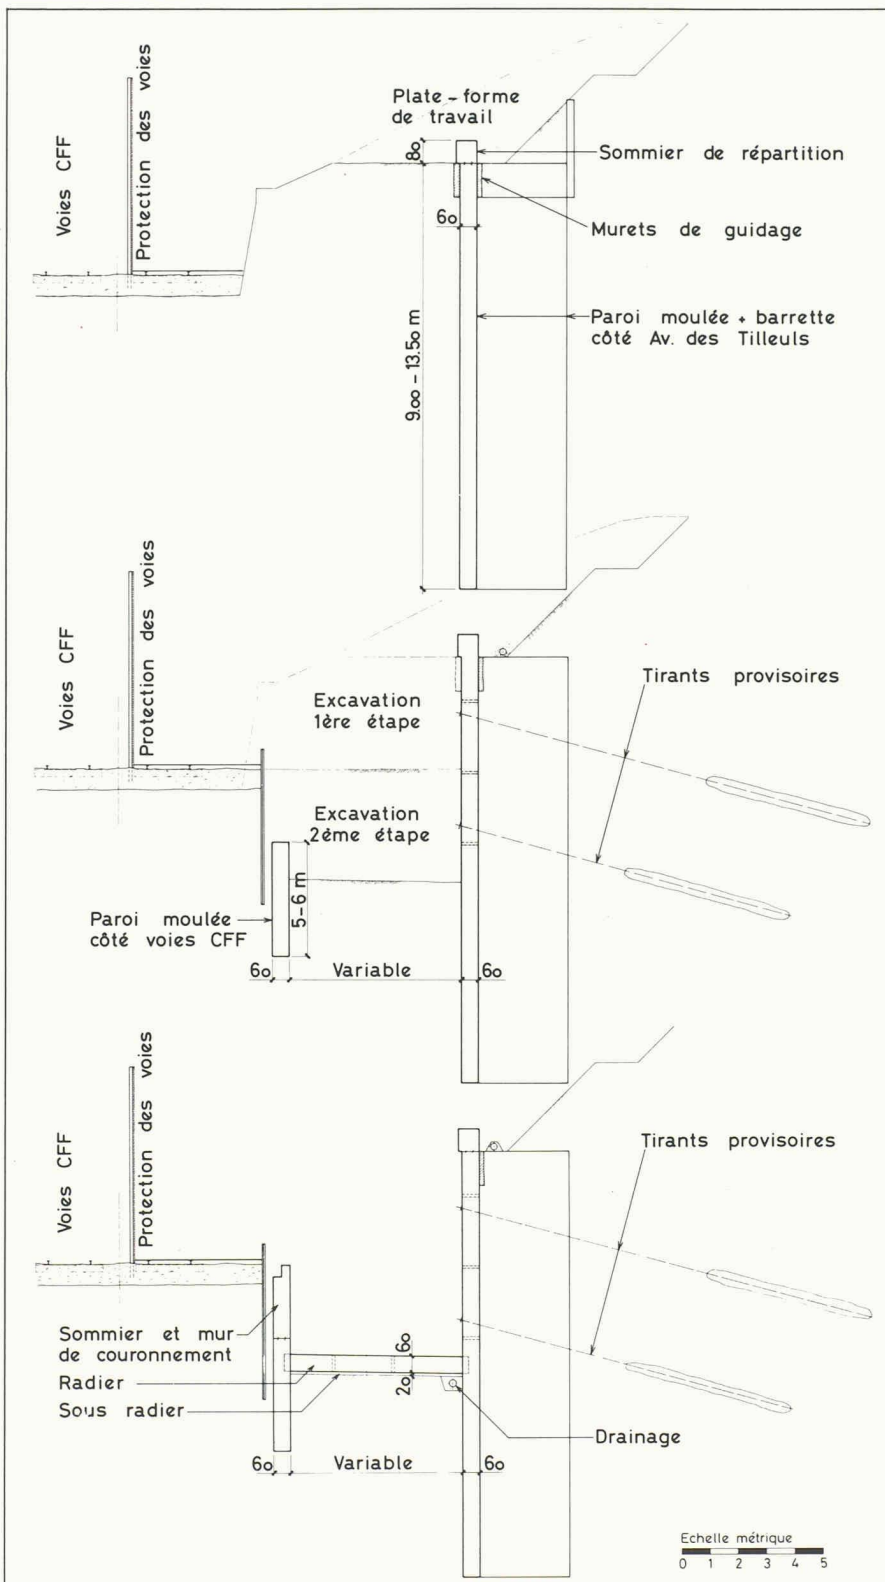 Voies CFF
Protection des voies
Plate-forme
de travail
80
Sommier de répartition
60
Murets de guidage
9.00 - 13.50 m
Paroi moulée + barrette
côté Av. des Tilleuls
Voies CFF
Protection des voies
Excavation
1ère étape
Tirants provisoires
Excavation
2ème étape
5-6 m
Paroi moulée
côté voies CFF
60
Variable
60
Voies CFF
Protection des voies
Tirants provisoires
Sommier et mur
de couronnement
60
Radier
20
Sous radier
Drainage
60
Variable
60
Echelle métrique
0 1 2 3 4 5